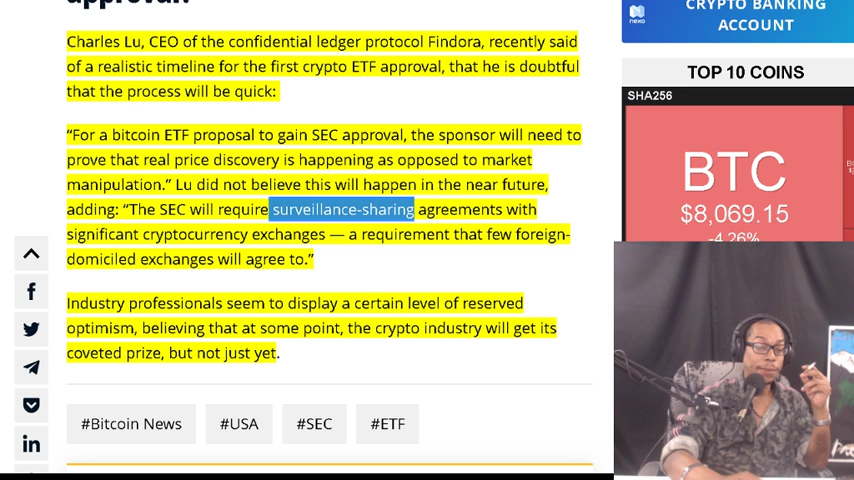 approval.
Charles Lu, CEO of the confidential ledger protocol Findora, recently said
of a realistic timeline for the first crypto ETF approval, that he is doubtful
that the process will be quick:
“For a bitcoin ETF proposal to gain SEC approval, the sponsor will need to
prove that real price discovery is happening as opposed to market
manipulation.” Lu did not believe this will happen in the near future,
adding: “The SEC will require surveillance-sharing agreements with
significant cryptocurrency exchanges — a requirement that few foreign-
domiciled exchanges will agree to.”
Industry professionals seem to display a certain level of reserved
optimism, believing that at some point, the crypto industry will get its
coveted prize, but not just yet.
#Bitcoin News
#USA
#SEC
#ETF
nexo
CRYPTO BANKING
ACCOUNT
TOP 10 COINS
SHA256
BTC
$8,069.15
-4.26%